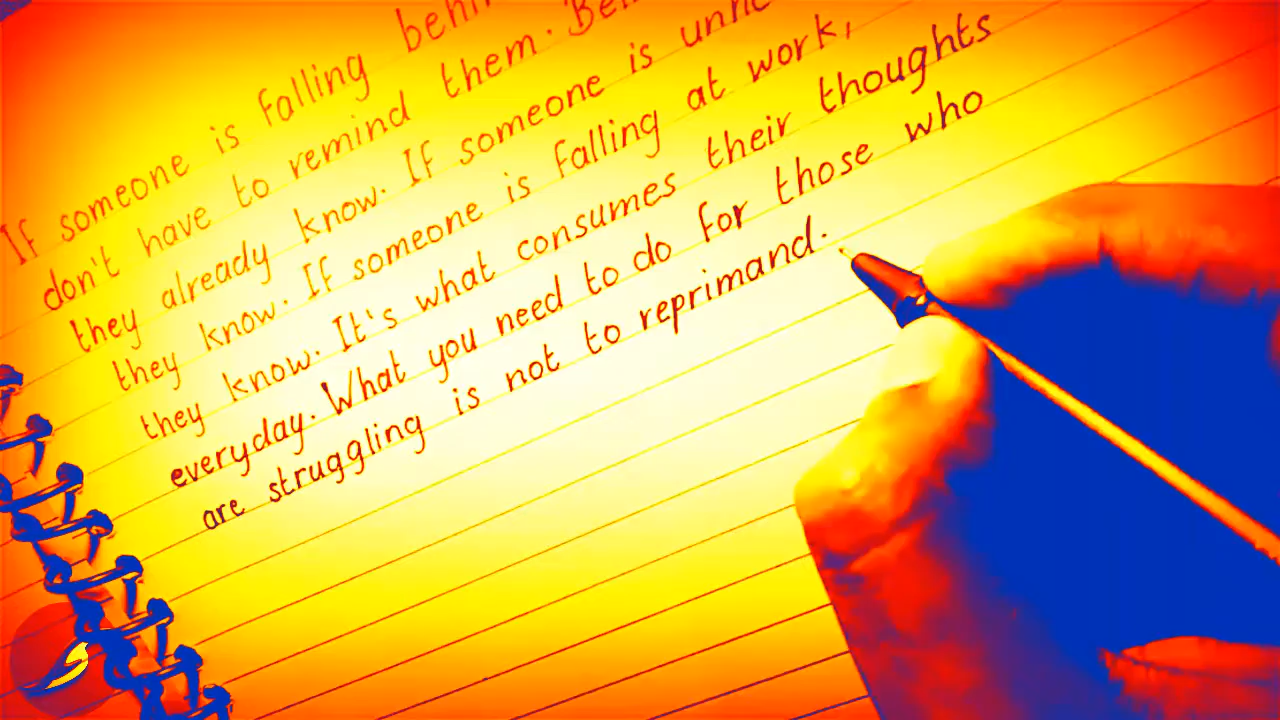 If someone is falling
don't have to remind them.
they already know. If someone is
they know. If someone is falling at work,
they know. It's what consumes their thoughts
everyday. What you need to do for those who
are struggling is not to reprimand.